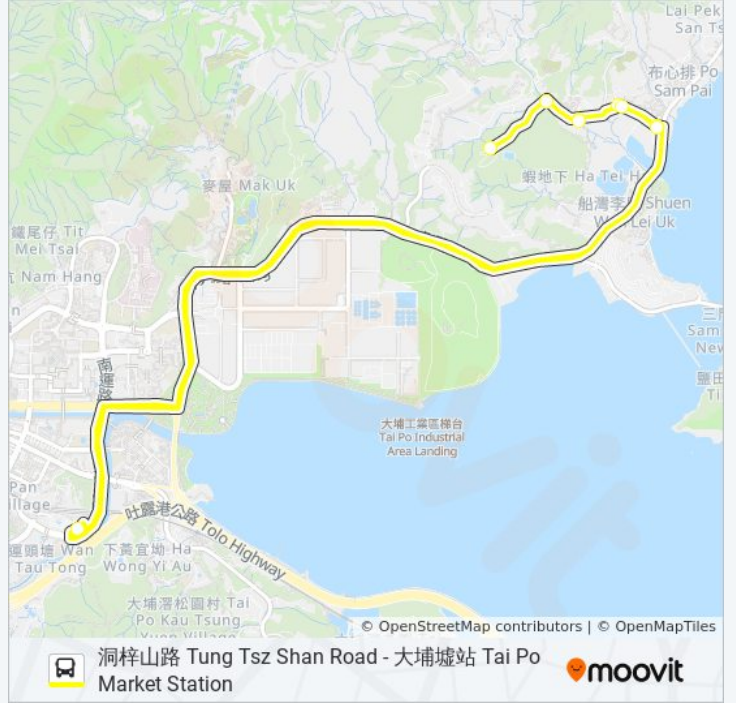 Lai Pek
San Ts
布心排 Po
Sam Pai
麥屋 Mak Uk
蝦地下 Ha Tei H
船灣李 Shuen
Lei Uk
鐵尾仔 Tit
Mei Tsai
Nam Hang
南運路
三
Sam
New
鹽田
Ti
大埔工業區梯台
Tai Po Industrial
Area Landing
Pan
illage
吐露港公路 Tolo Highway
運頭塘 Wan
Tau Tong
下黃宜坳 Ha
Wong Yi Au
大埔滘松園村 Tai
Po Kau Tsung
Yuen Village
© OpenStreetMap contributors | © OpenMapTiles
洞梓山路 Tung Tsz Shan Road - 大埔墟站 Tai Po
Market Station
moovit